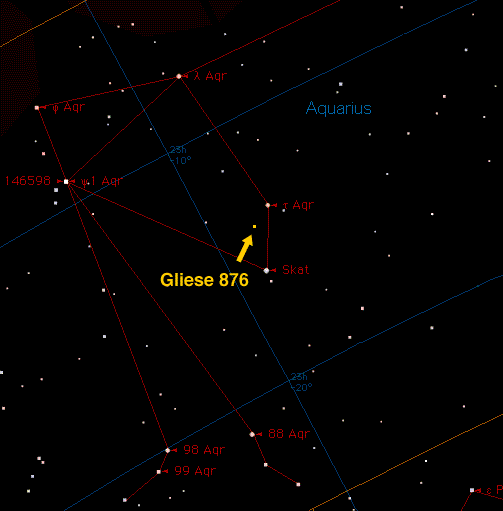 λ Aqr
φ Aqr
Aquarius
23h
-10°
146598
ψ1 Aqr
τ Aqr
Skat
Gliese 876
23h
-20°
88 Aqr
98 Aqr
99 Aqr
ε P